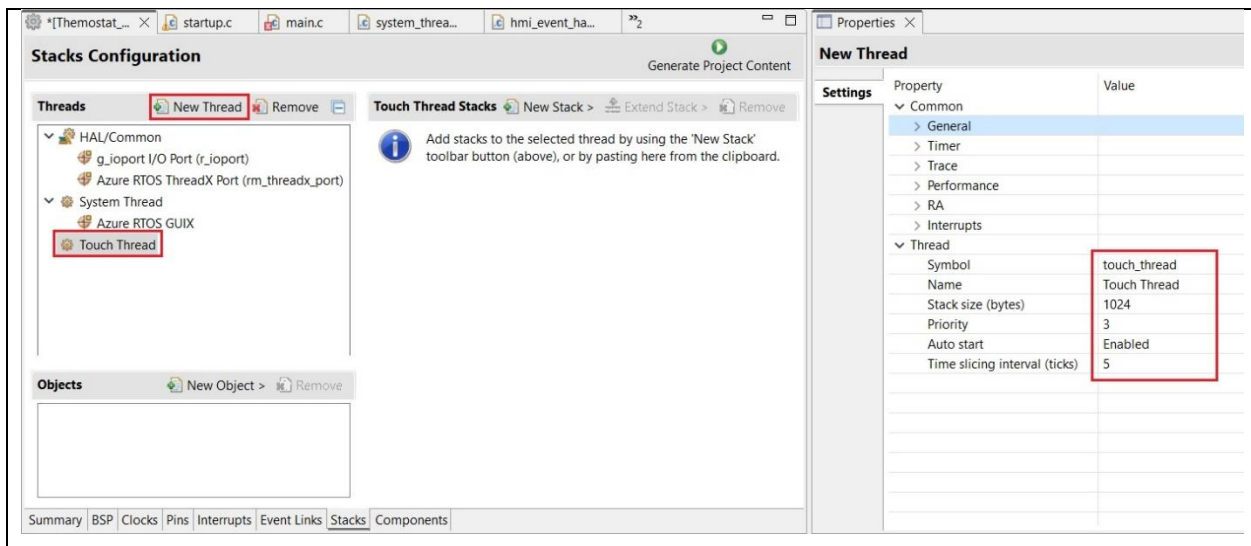 *[Themostat_... startup.c main.c system_threa... hmi_event_ha... »2
Stacks Configuration
Generate Project Content
Threads New Thread Remove
HAL/Common
g_ioport I/O Port (r_ioport)
Azure RTOS ThreadX Port (rm_threadx_port)
System Thread
Azure RTOS GUIX
Touch Thread
Touch Thread Stacks New Stack > Extend Stack > Remove
Add stacks to the selected thread by using the 'New Stack'
toolbar button (above), or by pasting here from the clipboard.
Objects New Object > Remove
Summary BSP Clocks Pins Interrupts Event Links Stacks Components
Properties
New Thread
Settings
Property Value
Common
General
Timer
Trace
Performance
RA
Interrupts
Thread
Symbol touch_thread
Name Touch Thread
Stack size (bytes) 1024
Priority 3
Auto start Enabled
Time slicing interval (ticks) 5